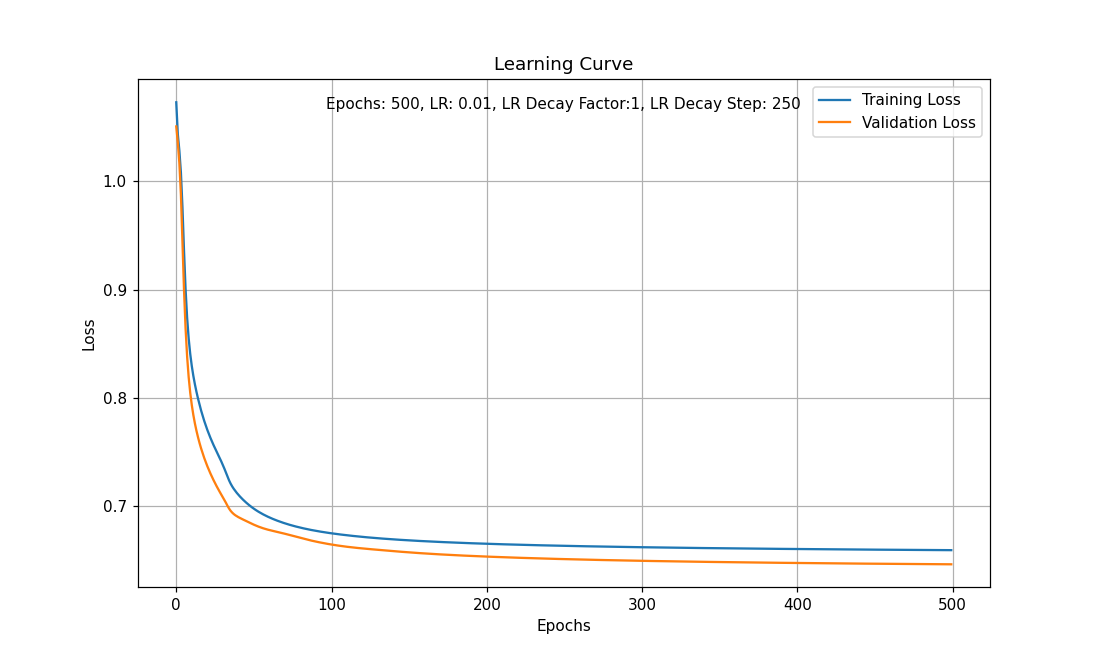 Learning Curve
Epochs: 500, LR: 0.01, LR Decay Factor:1, LR Decay Step: 250
Training Loss
Validation Loss
1.0
0.9
0.8
0.7
Loss
0 100 200 300 400 500
Epochs